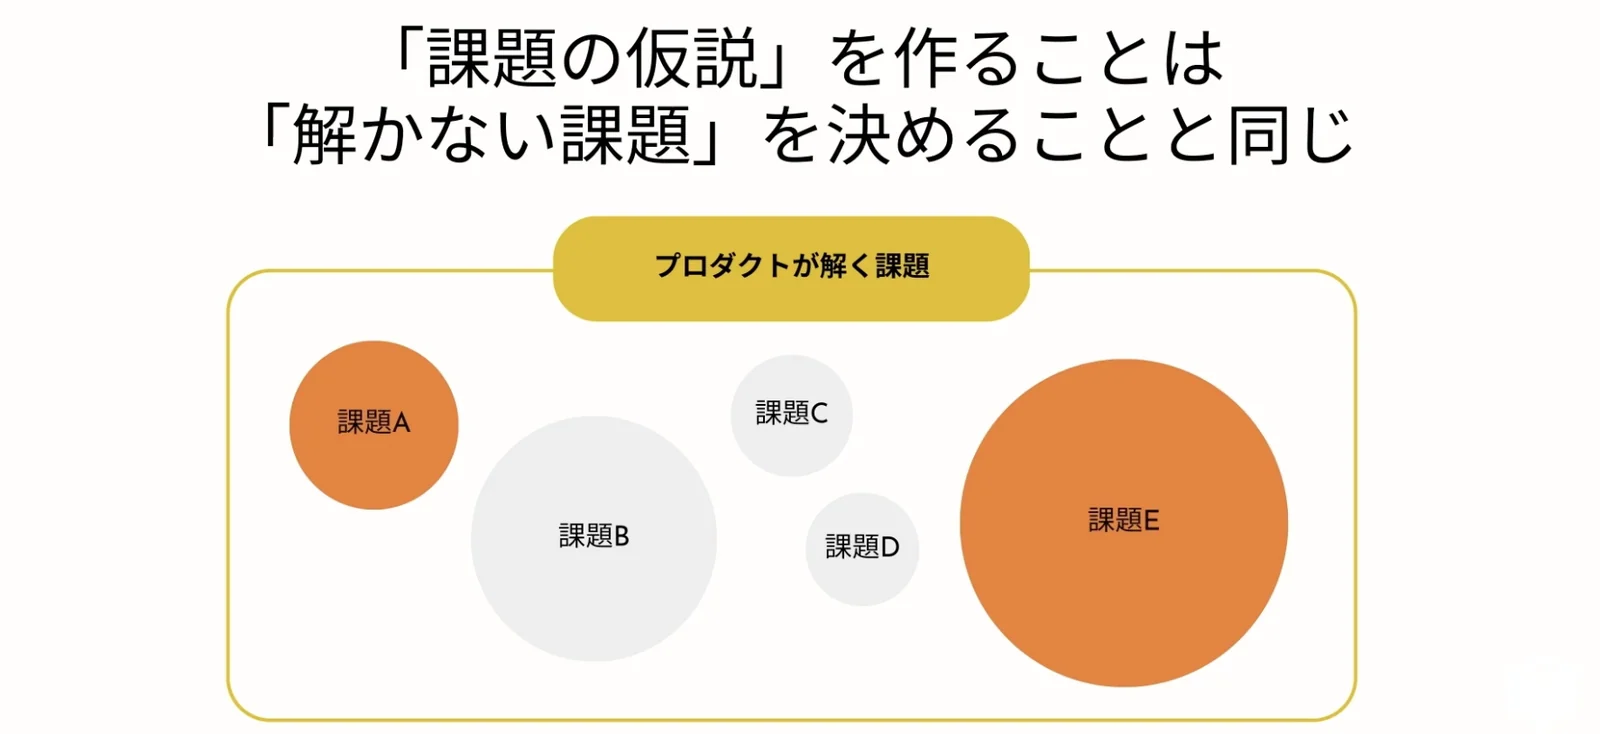 「課題の仮説」を作ることは
「解かない課題」を決めることと同じ
プロダクトが解く課題
課題A
課題B
課題C
課題D
課題E